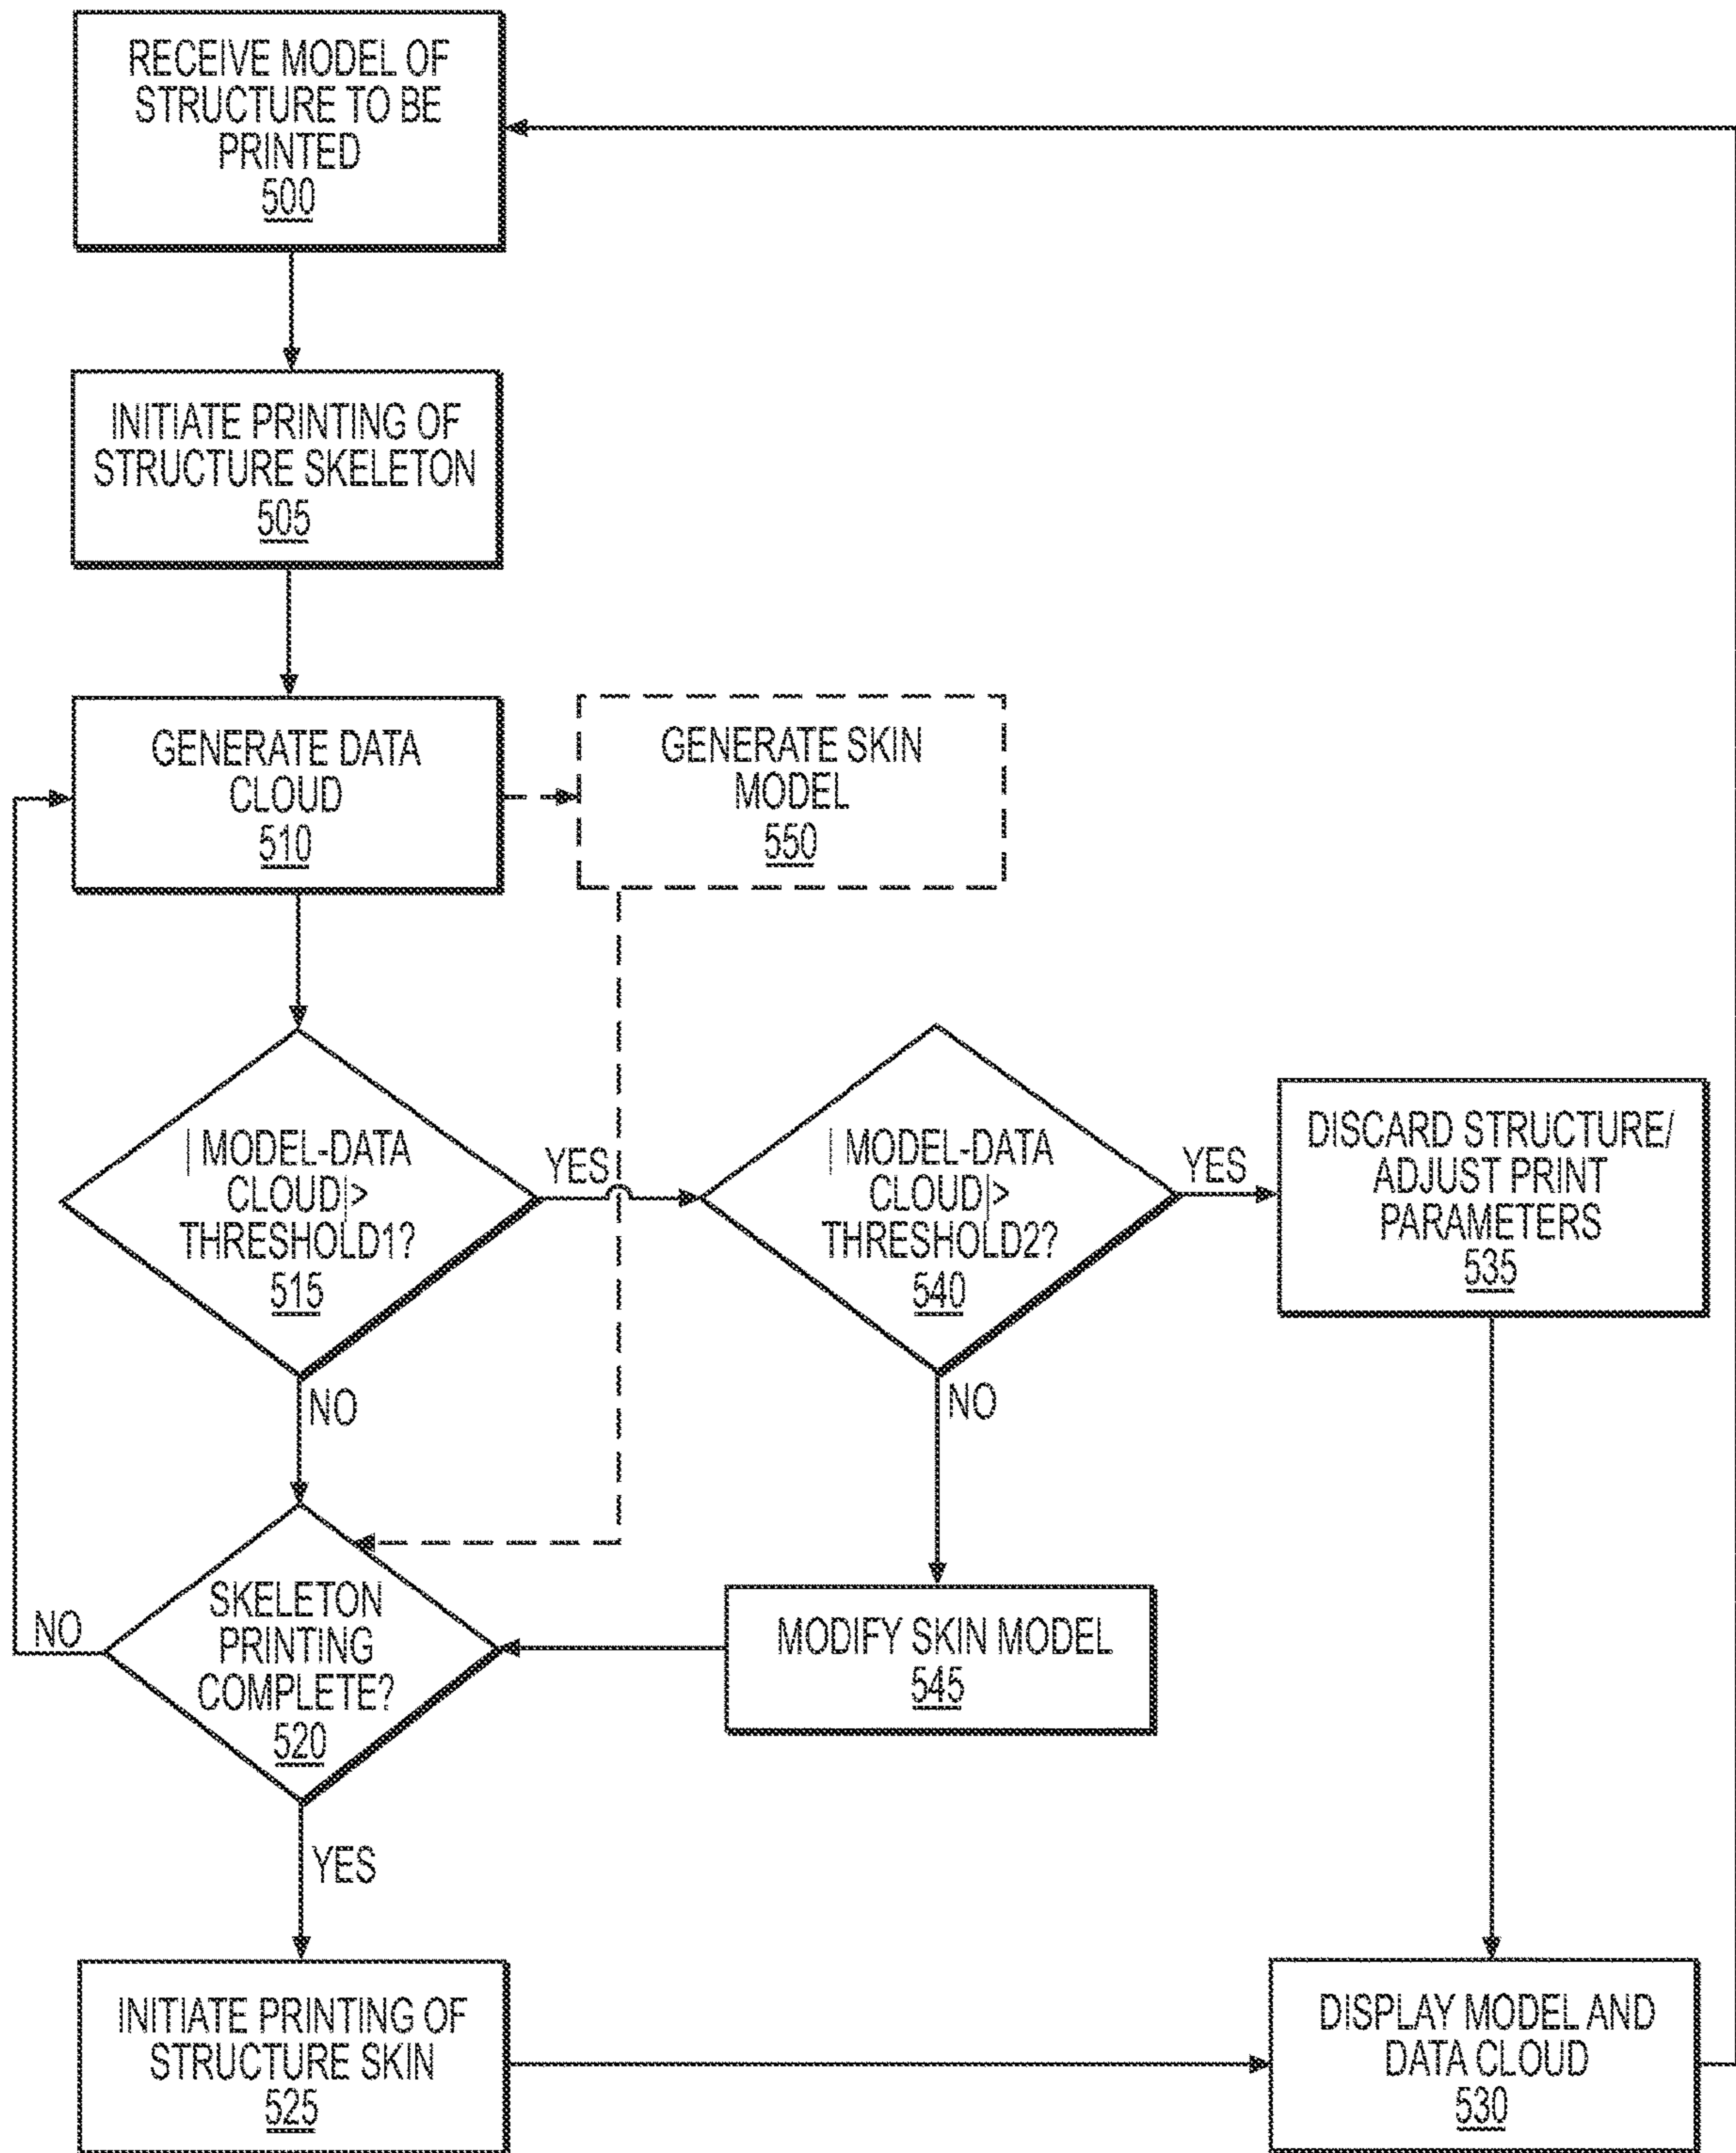 RECEIVE MODEL OF
STRUCTURE TO BE
PRINTED
500
INITIATE PRINTING OF
STRUCTURE SKELETON
505
GENERATE DATA
CLOUD
510
GENERATE SKIN
MODEL
550
| MODEL-DATA
CLOUD|>
THRESHOLD1?
515
YES
| MODEL-DATA
CLOUD|>
THRESHOLD2?
540
YES
DISCARD STRUCTURE/
ADJUST PRINT
PARAMETERS
535
NO
NO
SKELETON
PRINTING
COMPLETE?
520
NO
MODIFY SKIN MODEL
545
YES
INITIATE PRINTING OF
STRUCTURE SKIN
525
DISPLAY MODEL AND
DATA CLOUD
530